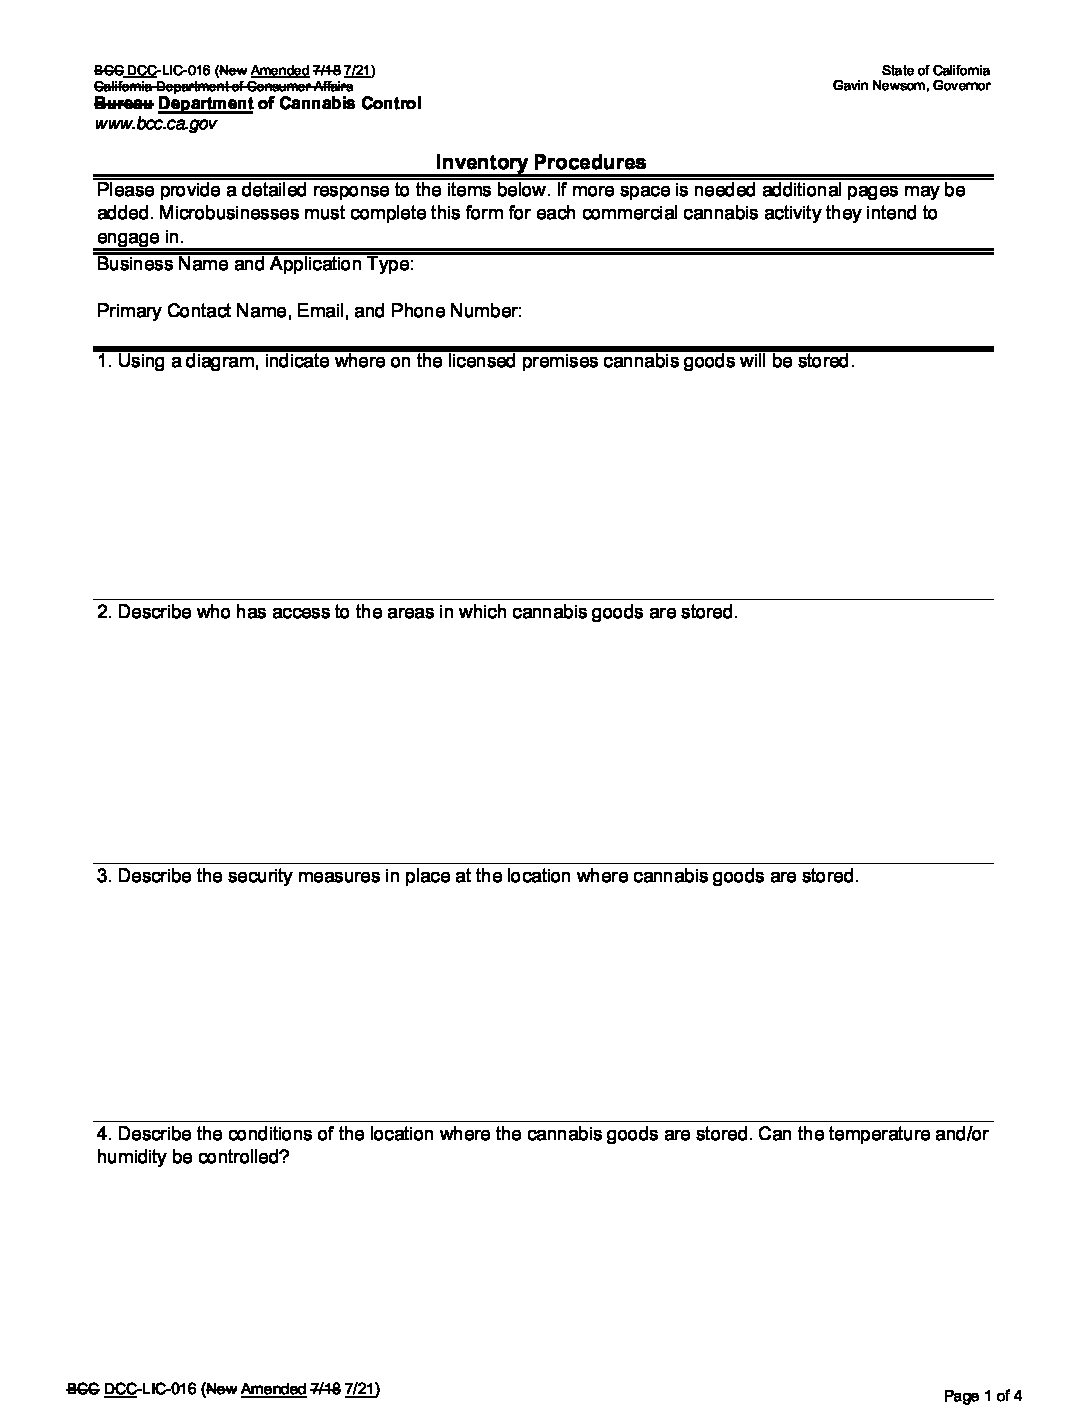 BCC DCC-LIC-016 (New Amended 7/18 7/21)
California Department of Consumer Affairs
Bureau Department of Cannabis Control
www.bcc.ca.gov
State of California
Gavin Newsom, Governor
Inventory Procedures
Please provide a detailed response to the items below. If more space is needed additional pages may be
added. Microbusinesses must complete this form for each commercial cannabis activity they intend to
engage in.
Business Name and Application Type:
Primary Contact Name, Email, and Phone Number:
1. Using a diagram, indicate where on the licensed premises cannabis goods will be stored.
2. Describe who has access to the areas in which cannabis goods are stored.
3. Describe the security measures in place at the location where cannabis goods are stored.
4. Describe the conditions of the location where the cannabis goods are stored. Can the temperature and/or
humidity be controlled?
BCC DCC-LIC-016 (New Amended 7/18 7/21)
Page 1 of 4